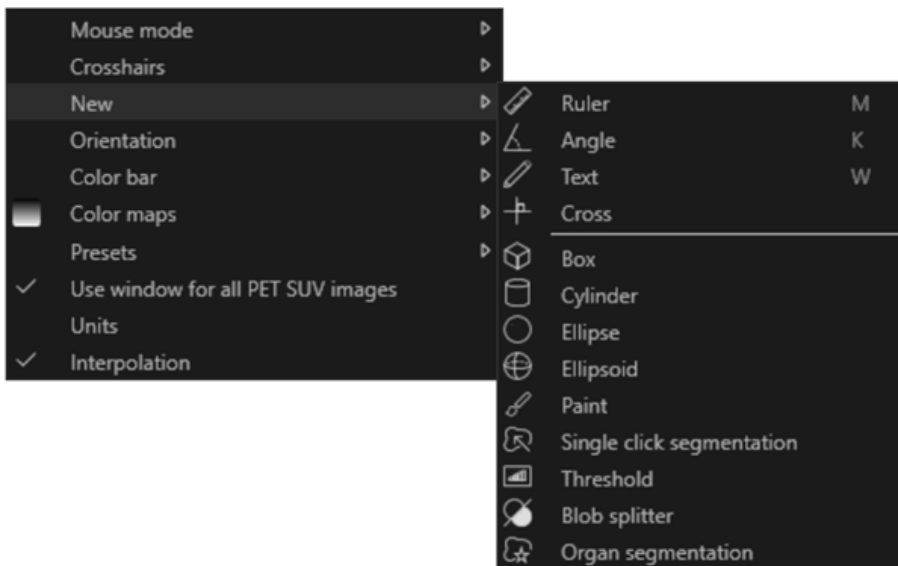 Mouse mode
Crosshairs
New
Orientation
Color bar
Color maps
Presets
Use window for all PET SUV images
Units
Interpolation
Ruler M
Angle K
Text W
Cross
Box
Cylinder
Ellipse
Ellipsoid
Paint
Single click segmentation
Threshold
Blob splitter
Organ segmentation